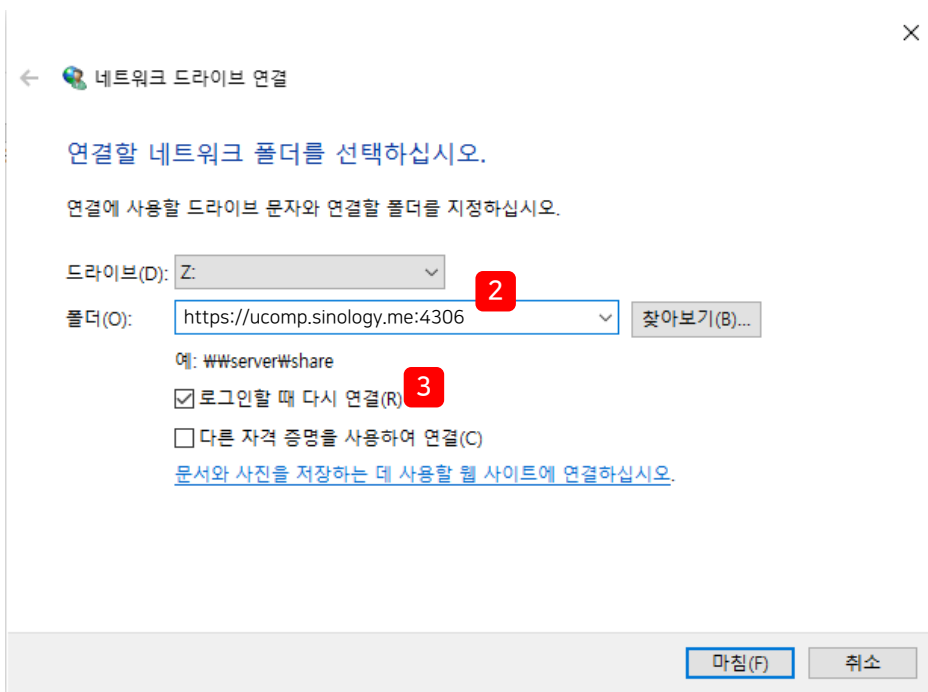 네트워크 드라이브 연결
연결할 네트워크 폴더를 선택하십시오.
연결에 사용할 드라이브 문자와 연결할 폴더를 지정하십시오.
드라이브(D): Z:
2
폴더(O): https://ucomp.sinology.me:4306 찾아보기(B)...
예: ₩₩server₩share
로그인할 때 다시 연결(R) 3
다른 자격 증명을 사용하여 연결(C)
문서와 사진을 저장하는 데 사용할 웹 사이트에 연결하십시오.
마침(F) 취소